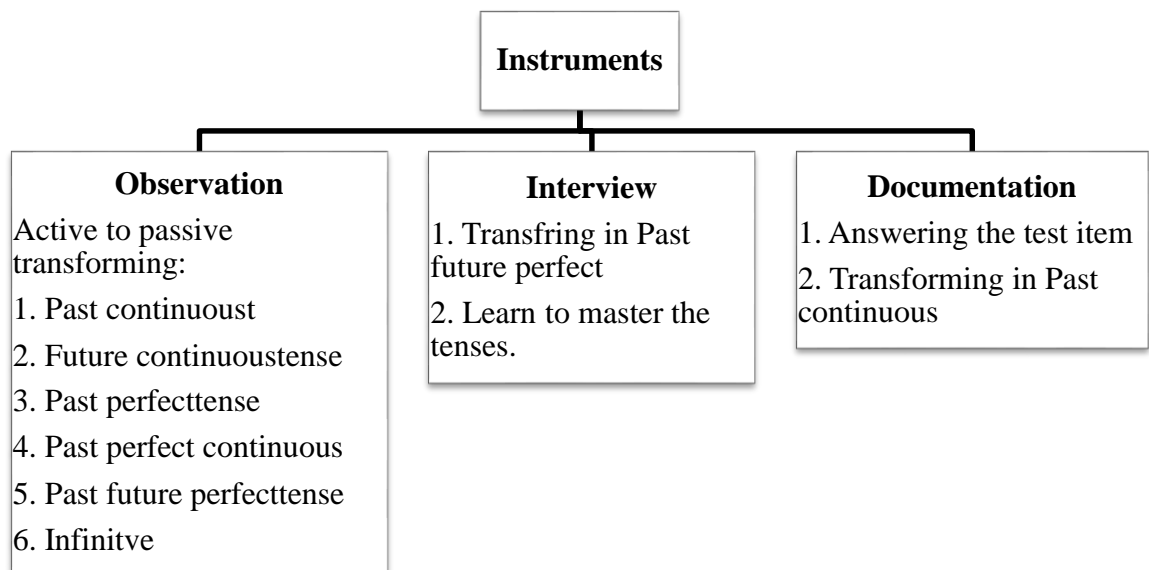 Instruments
Observation
Active to passive
transforming:
1. Past continuoust
2. Future continuoustense
3. Past perfecttense
4. Past perfect continuous
5. Past future perfecttense
6. Infinitve
Interview
1. Transfring in Past
future perfect
2. Learn to master the
tenses.
Documentation
1. Answering the test item
2. Transforming in Past
continuous